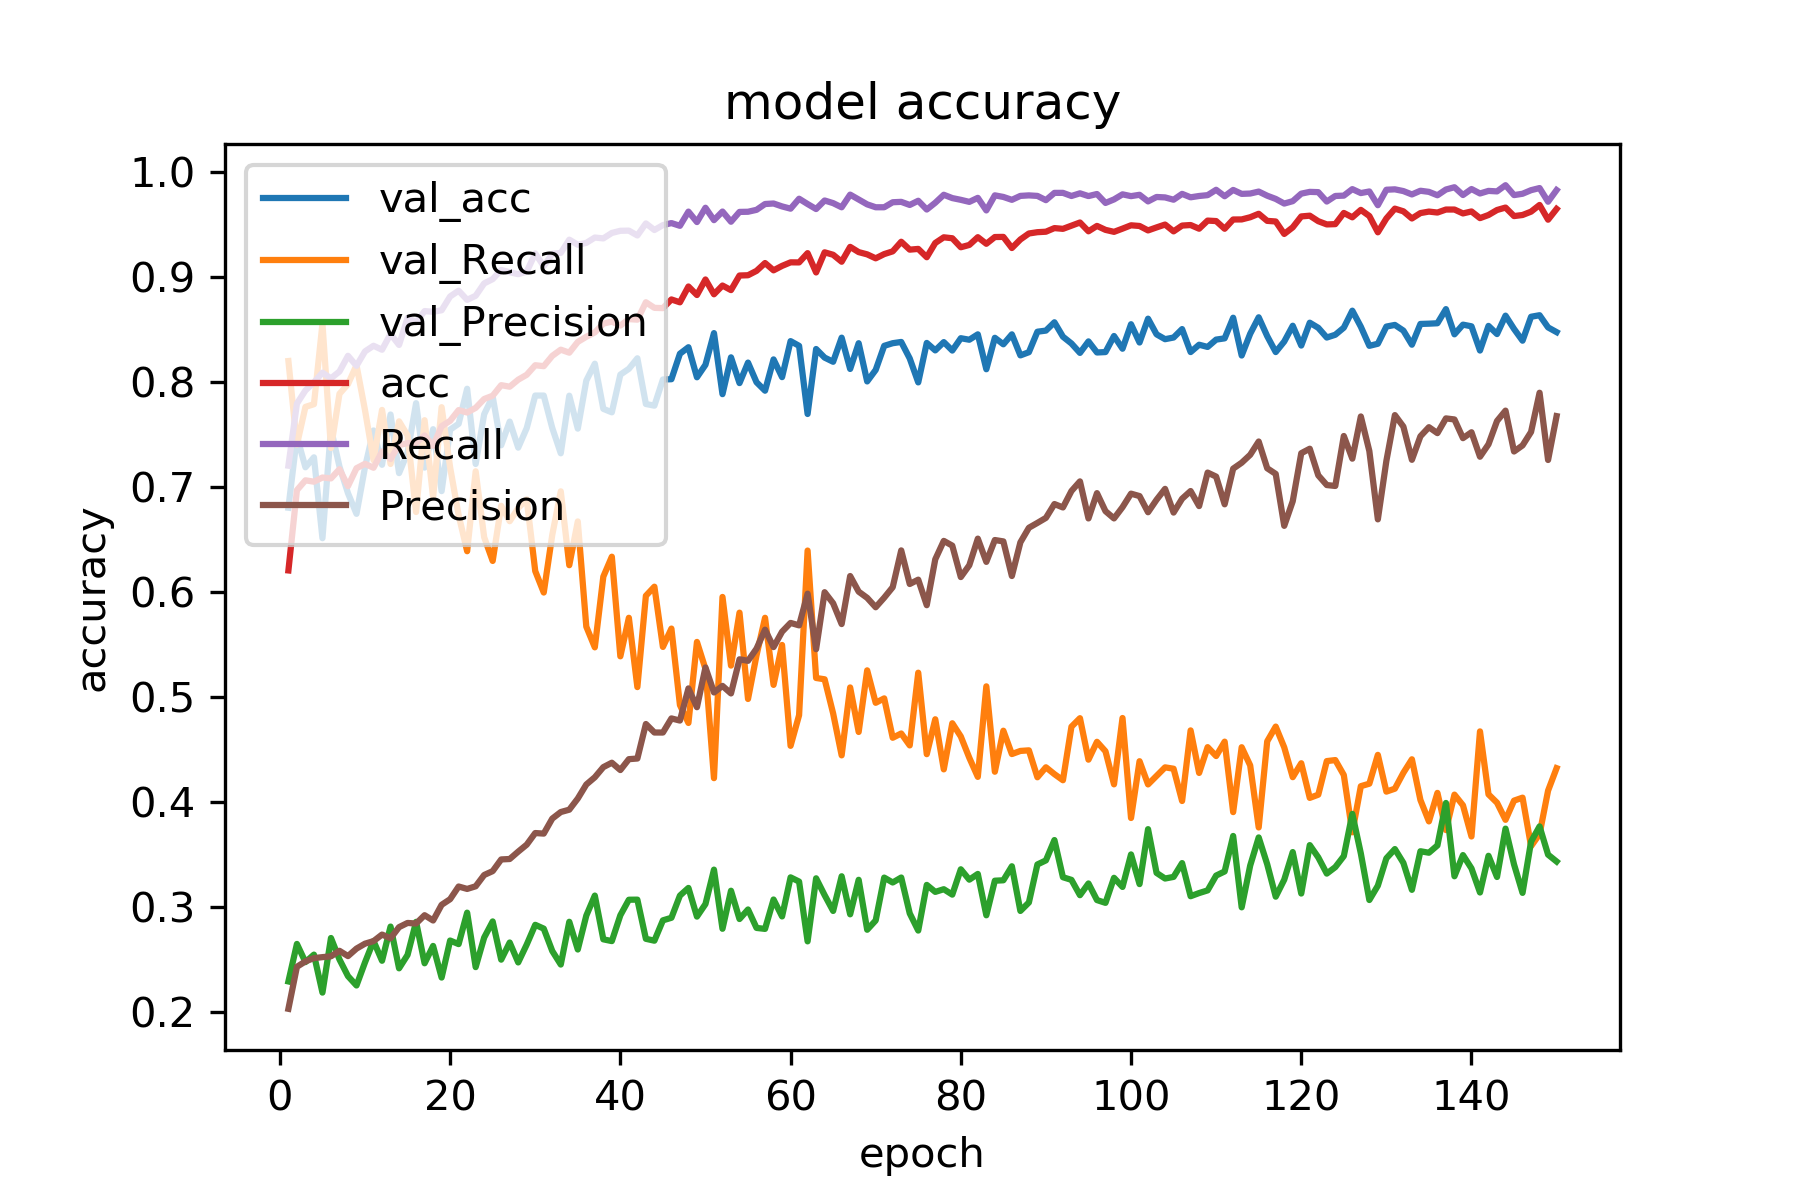 model accuracy
accuracy
1.0
0.9
0.8
0.7
0.6
0.5
0.4
0.3
0.2
val_acc
val_Recall
val_Precision
acc
Recall
Precision
0 20 40 60 80 100 120 140
epoch